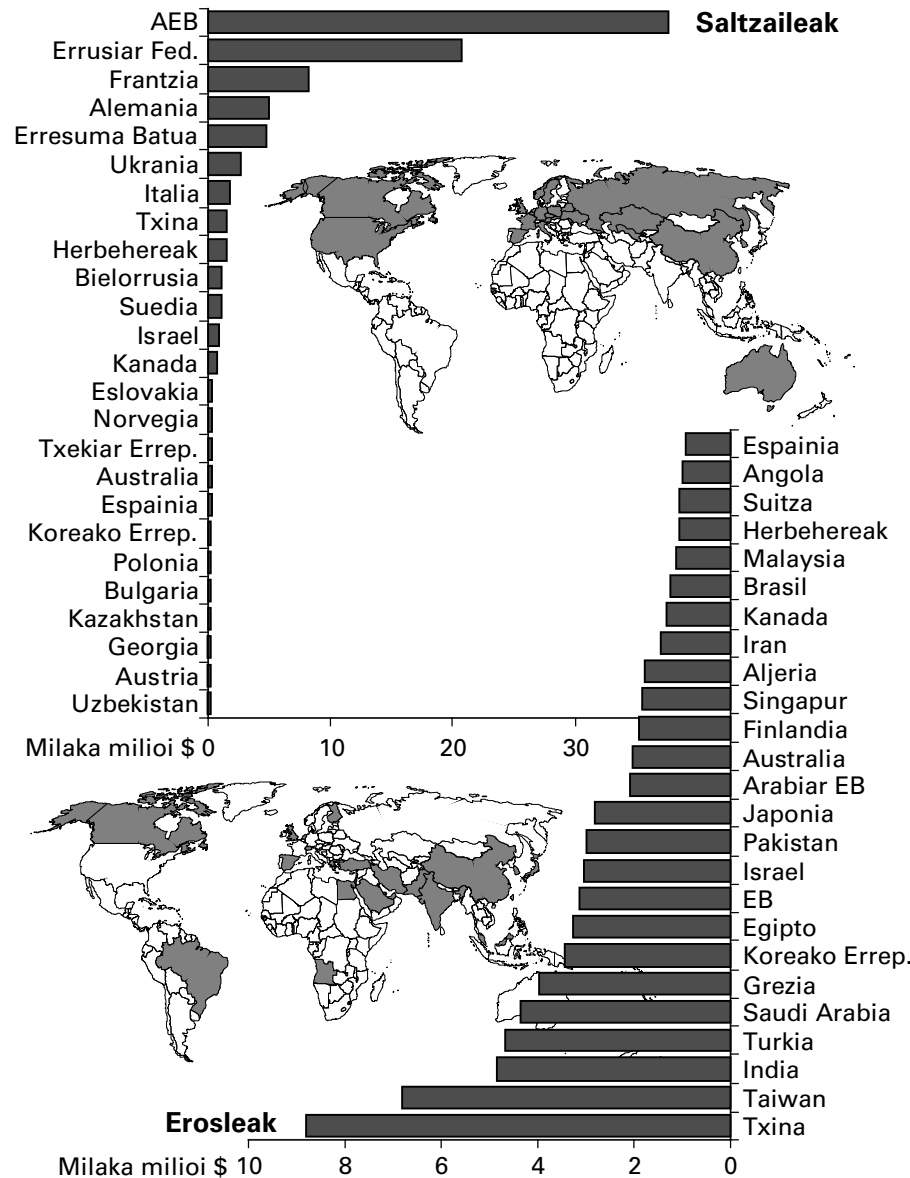 Saltzaileak
AEB
Errusiar Fed.
Frantzia
Alemania
Erresuma Batua
Ukrania
Italia
Txina
Herbehereak
Bielorrusia
Suedia
Israel
Kanada
Eslovakia
Norvegia
Txekiar Errep.
Australia
Espainia
Koreako Errep.
Polonia
Bulgaria
Kazakhstan
Georgia
Austria
Uzbekistan
Milaka milioi $ 0 10 20 30
Espainia
Angola
Suitza
Herbehereak
Malaysia
Brasil
Kanada
Iran
Aljeria
Singapur
Finlandia
Australia
Arabiar EB
Japonia
Pakistan
Israel
EB
Egipto
Koreako Errep.
Grezia
Saudi Arabia
Turkia
India
Taiwan
Txina
Erosleak
Milaka milioi $ 10 8 6 4 2 0